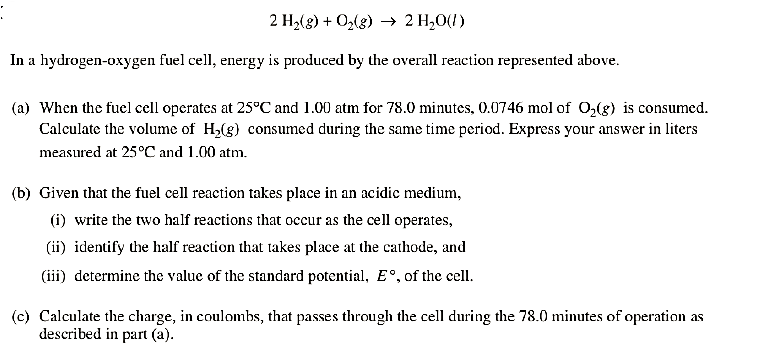 2 H₂(g) + O₂(g) → 2 H₂O(l)
In a hydrogen-oxygen fuel cell, energy is produced by the overall reaction represented above.
(a) When the fuel cell operates at 25°C and 1.00 atm for 78.0 minutes, 0.0746 mol of O₂(g) is consumed.
Calculate the volume of H₂(g) consumed during the same time period. Express your answer in liters
measured at 25°C and 1.00 atm.
(b) Given that the fuel cell reaction takes place in an acidic medium,
(i) write the two half reactions that occur as the cell operates,
(ii) identify the half reaction that takes place at the cathode, and
(iii) determine the value of the standard potential, E°, of the cell.
(c) Calculate the charge, in coulombs, that passes through the cell during the 78.0 minutes of operation as
described in part (a).